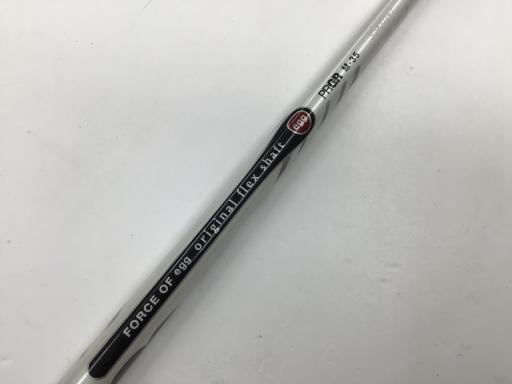 FORCE OF egg original flex shaft
egg
PRGR M-35